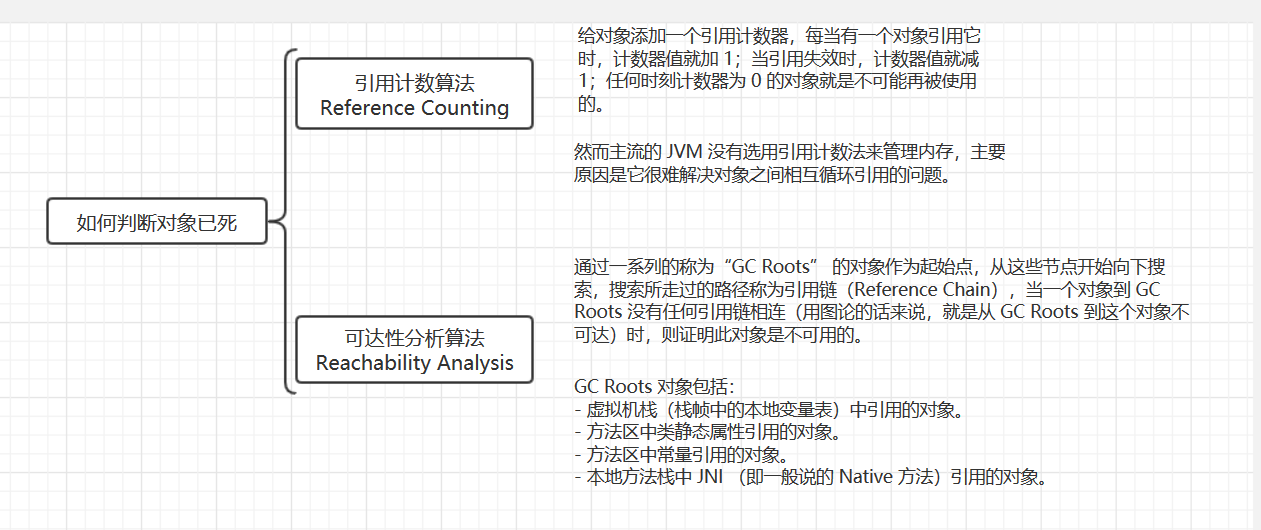 如何判断对象已死
引用计数算法
Reference Counting
给对象添加一个引用计数器，每当有一个对象引用它
时，计数器值就加 1；当引用失效时，计数器值就减
1；任何时刻计数器为 0 的对象就是不可能再被使用
的。
然而主流的 JVM 没有选用引用计数法来管理内存，主要
原因是它很难解决对象之间相互循环引用的问题。
可达性分析算法
Reachability Analysis
通过一系列的称为“GC Roots” 的对象作为起始点，从这些节点开始向下搜
索，搜索所走过的路径称为引用链（Reference Chain），当一个对象到 GC
Roots 没有任何引用链相连（用图论的话来说，就是从 GC Roots 到这个对象不
可达）时，则证明此对象是不可用的。
GC Roots 对象包括：
- 虚拟机栈（栈帧中的本地变量表）中引用的对象。
- 方法区中类静态属性引用的对象。
- 方法区中常量引用的对象。
- 本地方法栈中 JNI （即一般说的 Native 方法）引用的对象。